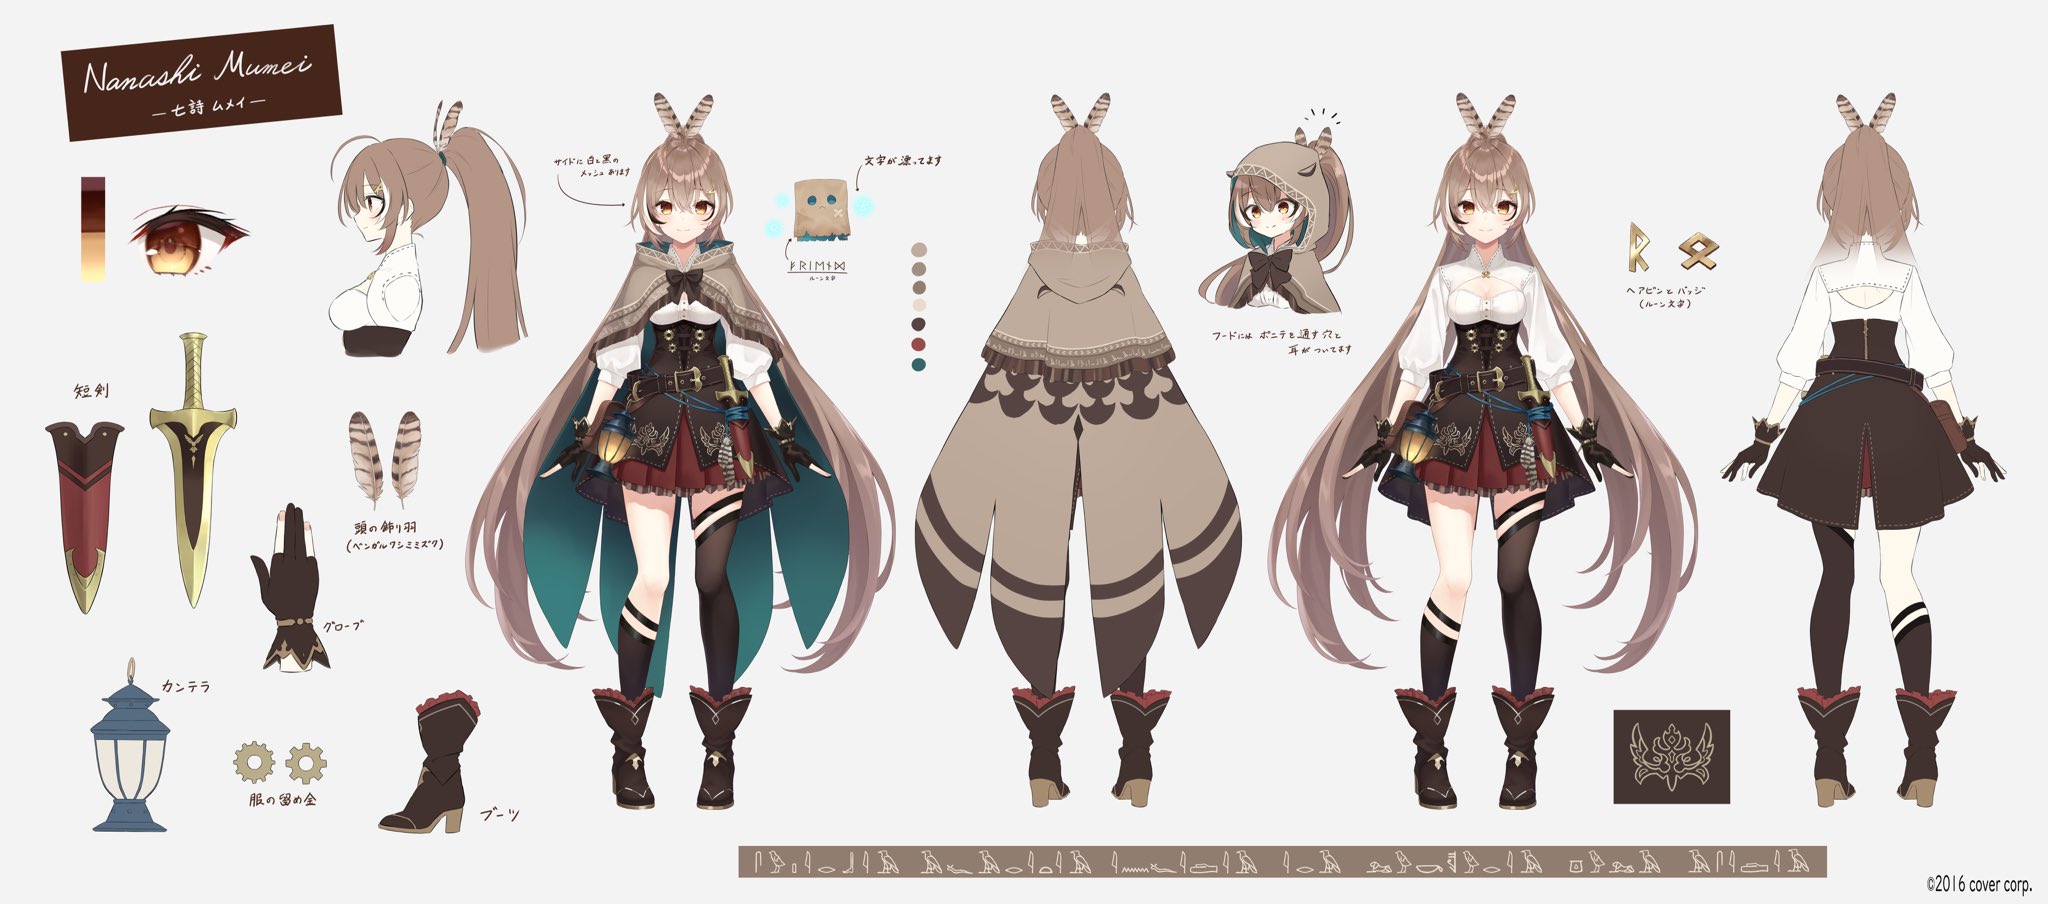 Nanashi Mumei
―七詩 ムメイ―
サイドに白と黒の
メッシュあります
文字が漂ってます
ᚠᚱᛁᛖᚾᛞ
ルーン文字
短剣
頭の飾り羽
(ベンガルワシミミズク)
グローブ
カンテラ
服の留め金
ブーツ
フードには ポニテを通す穴と
耳がついてます
ᚱ ᛟ
ヘアピンと バッジ
(ルーン文字)
©2016 cover corp.